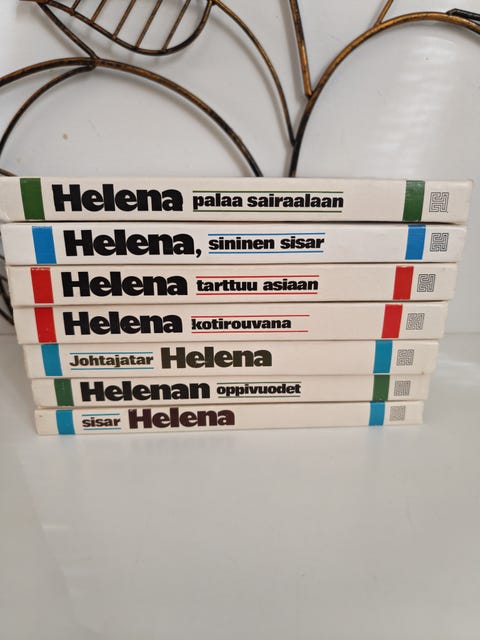 Helena palaa sairaalaan
Helena, sininen sisar
Helena tarttuu asiaan
Helena kotirouvana
Johtajatar Helena
Helenan oppivuodet
sisar Helena